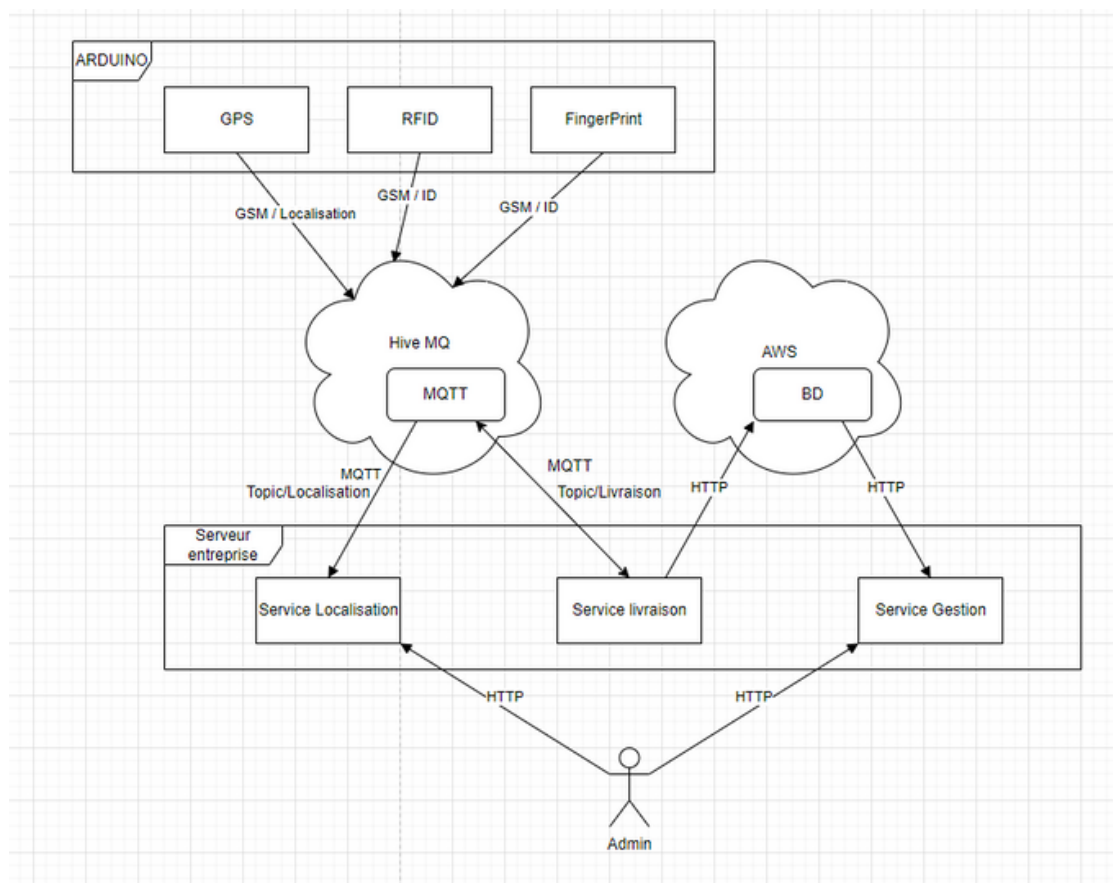 ARDUINO
GPS
RFID
FingerPrint
GSM / ID
GSM / ID
GSM / Localisation
Hive MQ
AWS
MQTT
BD
MQTT
Topic/Localisation
MQTT
Topic/Livraison
HTTP
HTTP
Serveur
entreprise
Service Localisation
Service livraison
Service Gestion
HTTP
HTTP
Admin